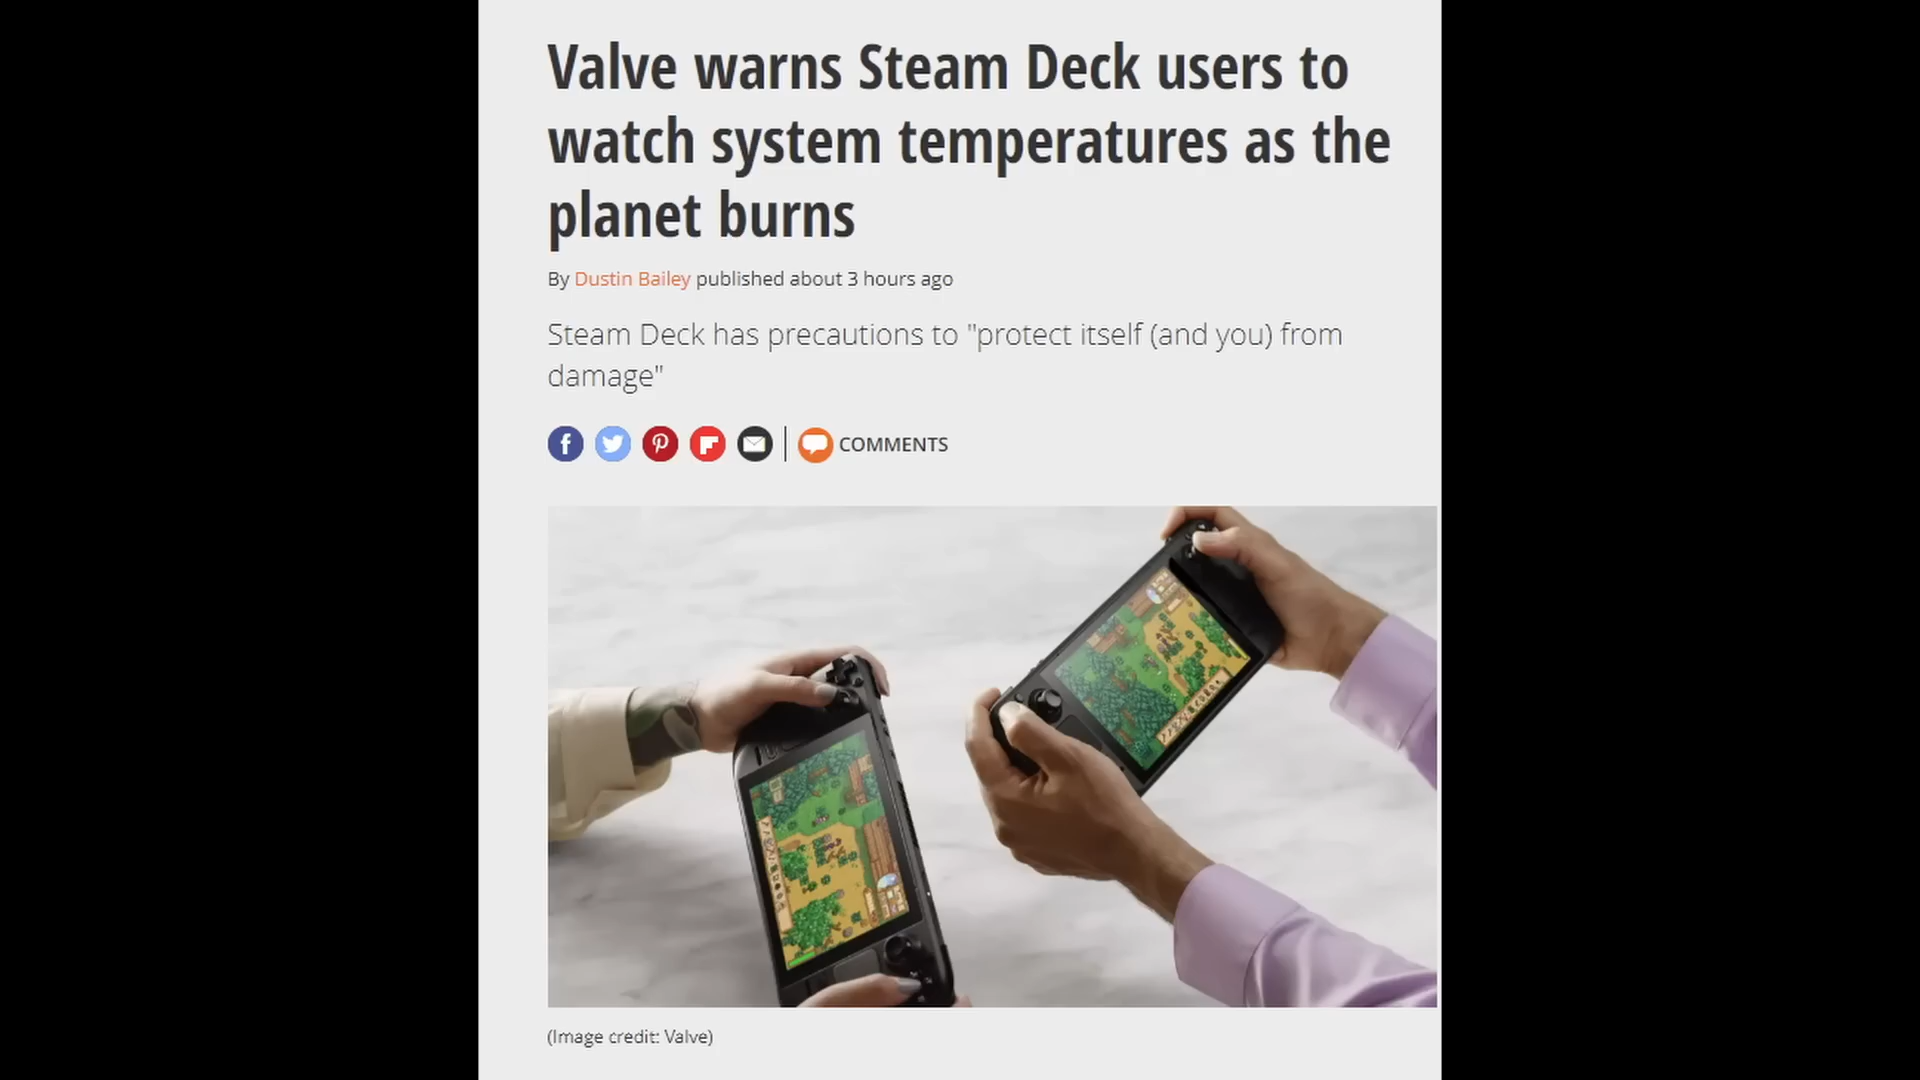 Valve warns Steam Deck users to
watch system temperatures as the
planet burns
By Dustin Bailey published about 3 hours ago
Steam Deck has precautions to "protect itself (and you) from
damage"
COMMENTS
(Image credit: Valve)